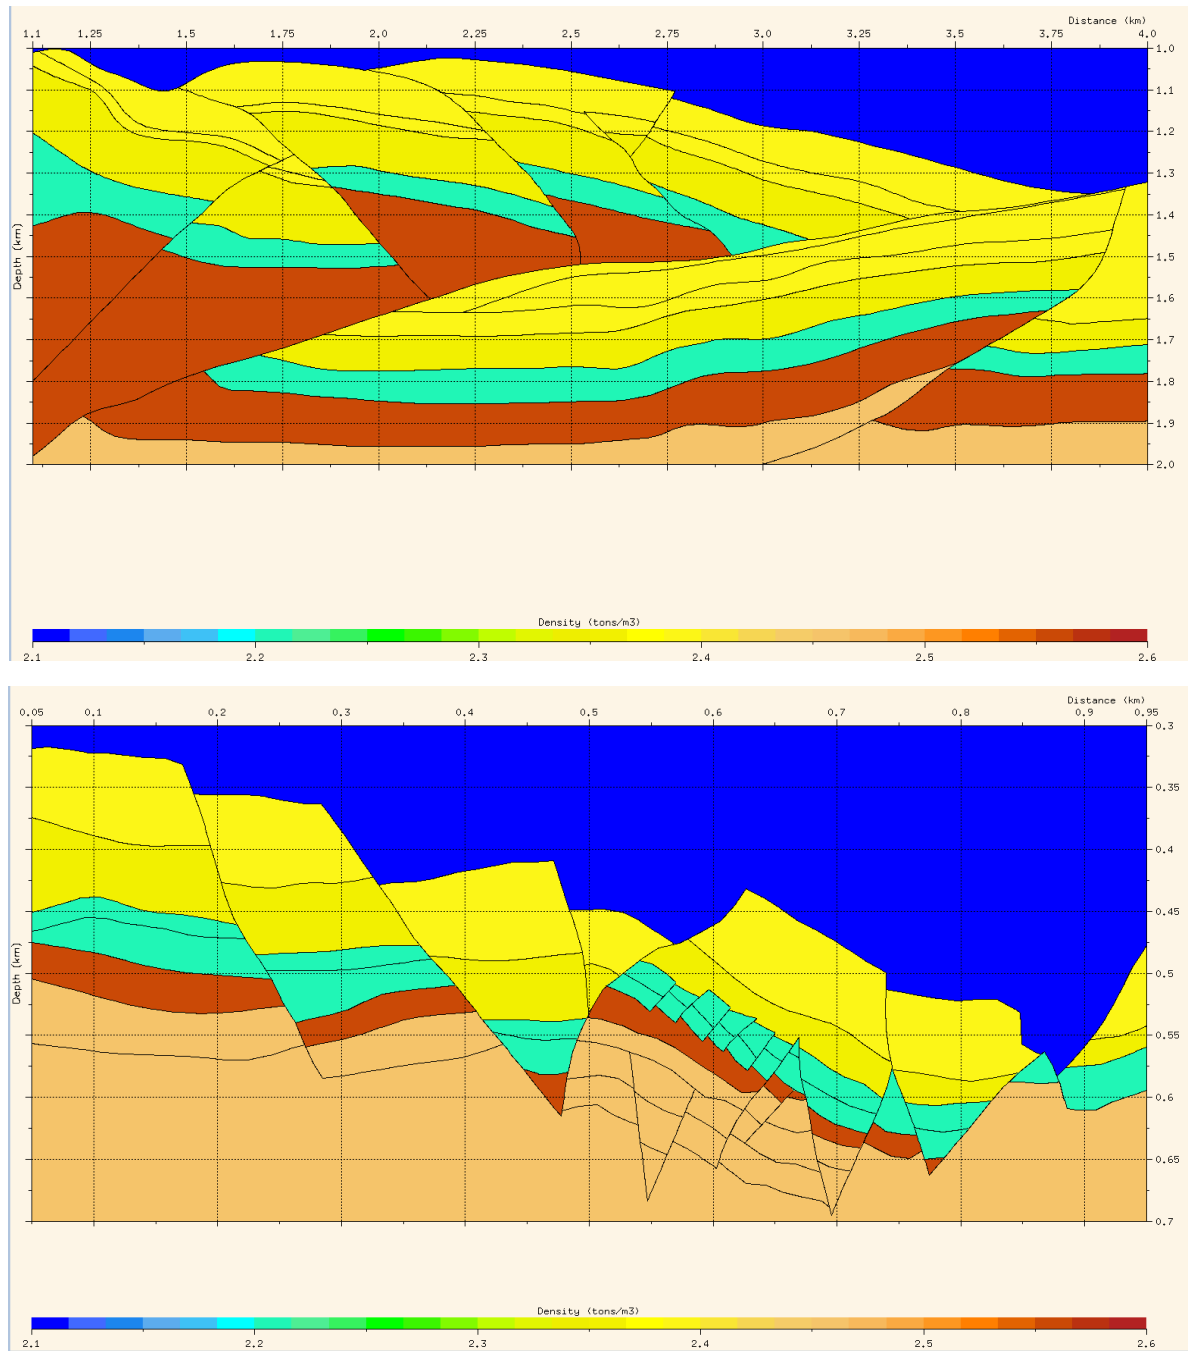 Distance (km)
1.1 1.25 1.5 1.75 2.0 2.25 2.5 2.75 3.0 3.25 3.5 3.75 4.0
1.0
1.1
1.2
1.3
1.4
Depth (km)
1.5
1.6
1.7
1.8
1.9
2.0
Density (tons/m3)
2.1 2.2 2.3 2.4 2.5 2.6
Distance (km)
0.05 0.1 0.2 0.3 0.4 0.5 0.6 0.7 0.8 0.9 0.95
0.3
0.35
0.4
0.45
Depth (km)
0.5
0.55
0.6
0.65
0.7
Density (tons/m3)
2.1 2.2 2.3 2.4 2.5 2.6